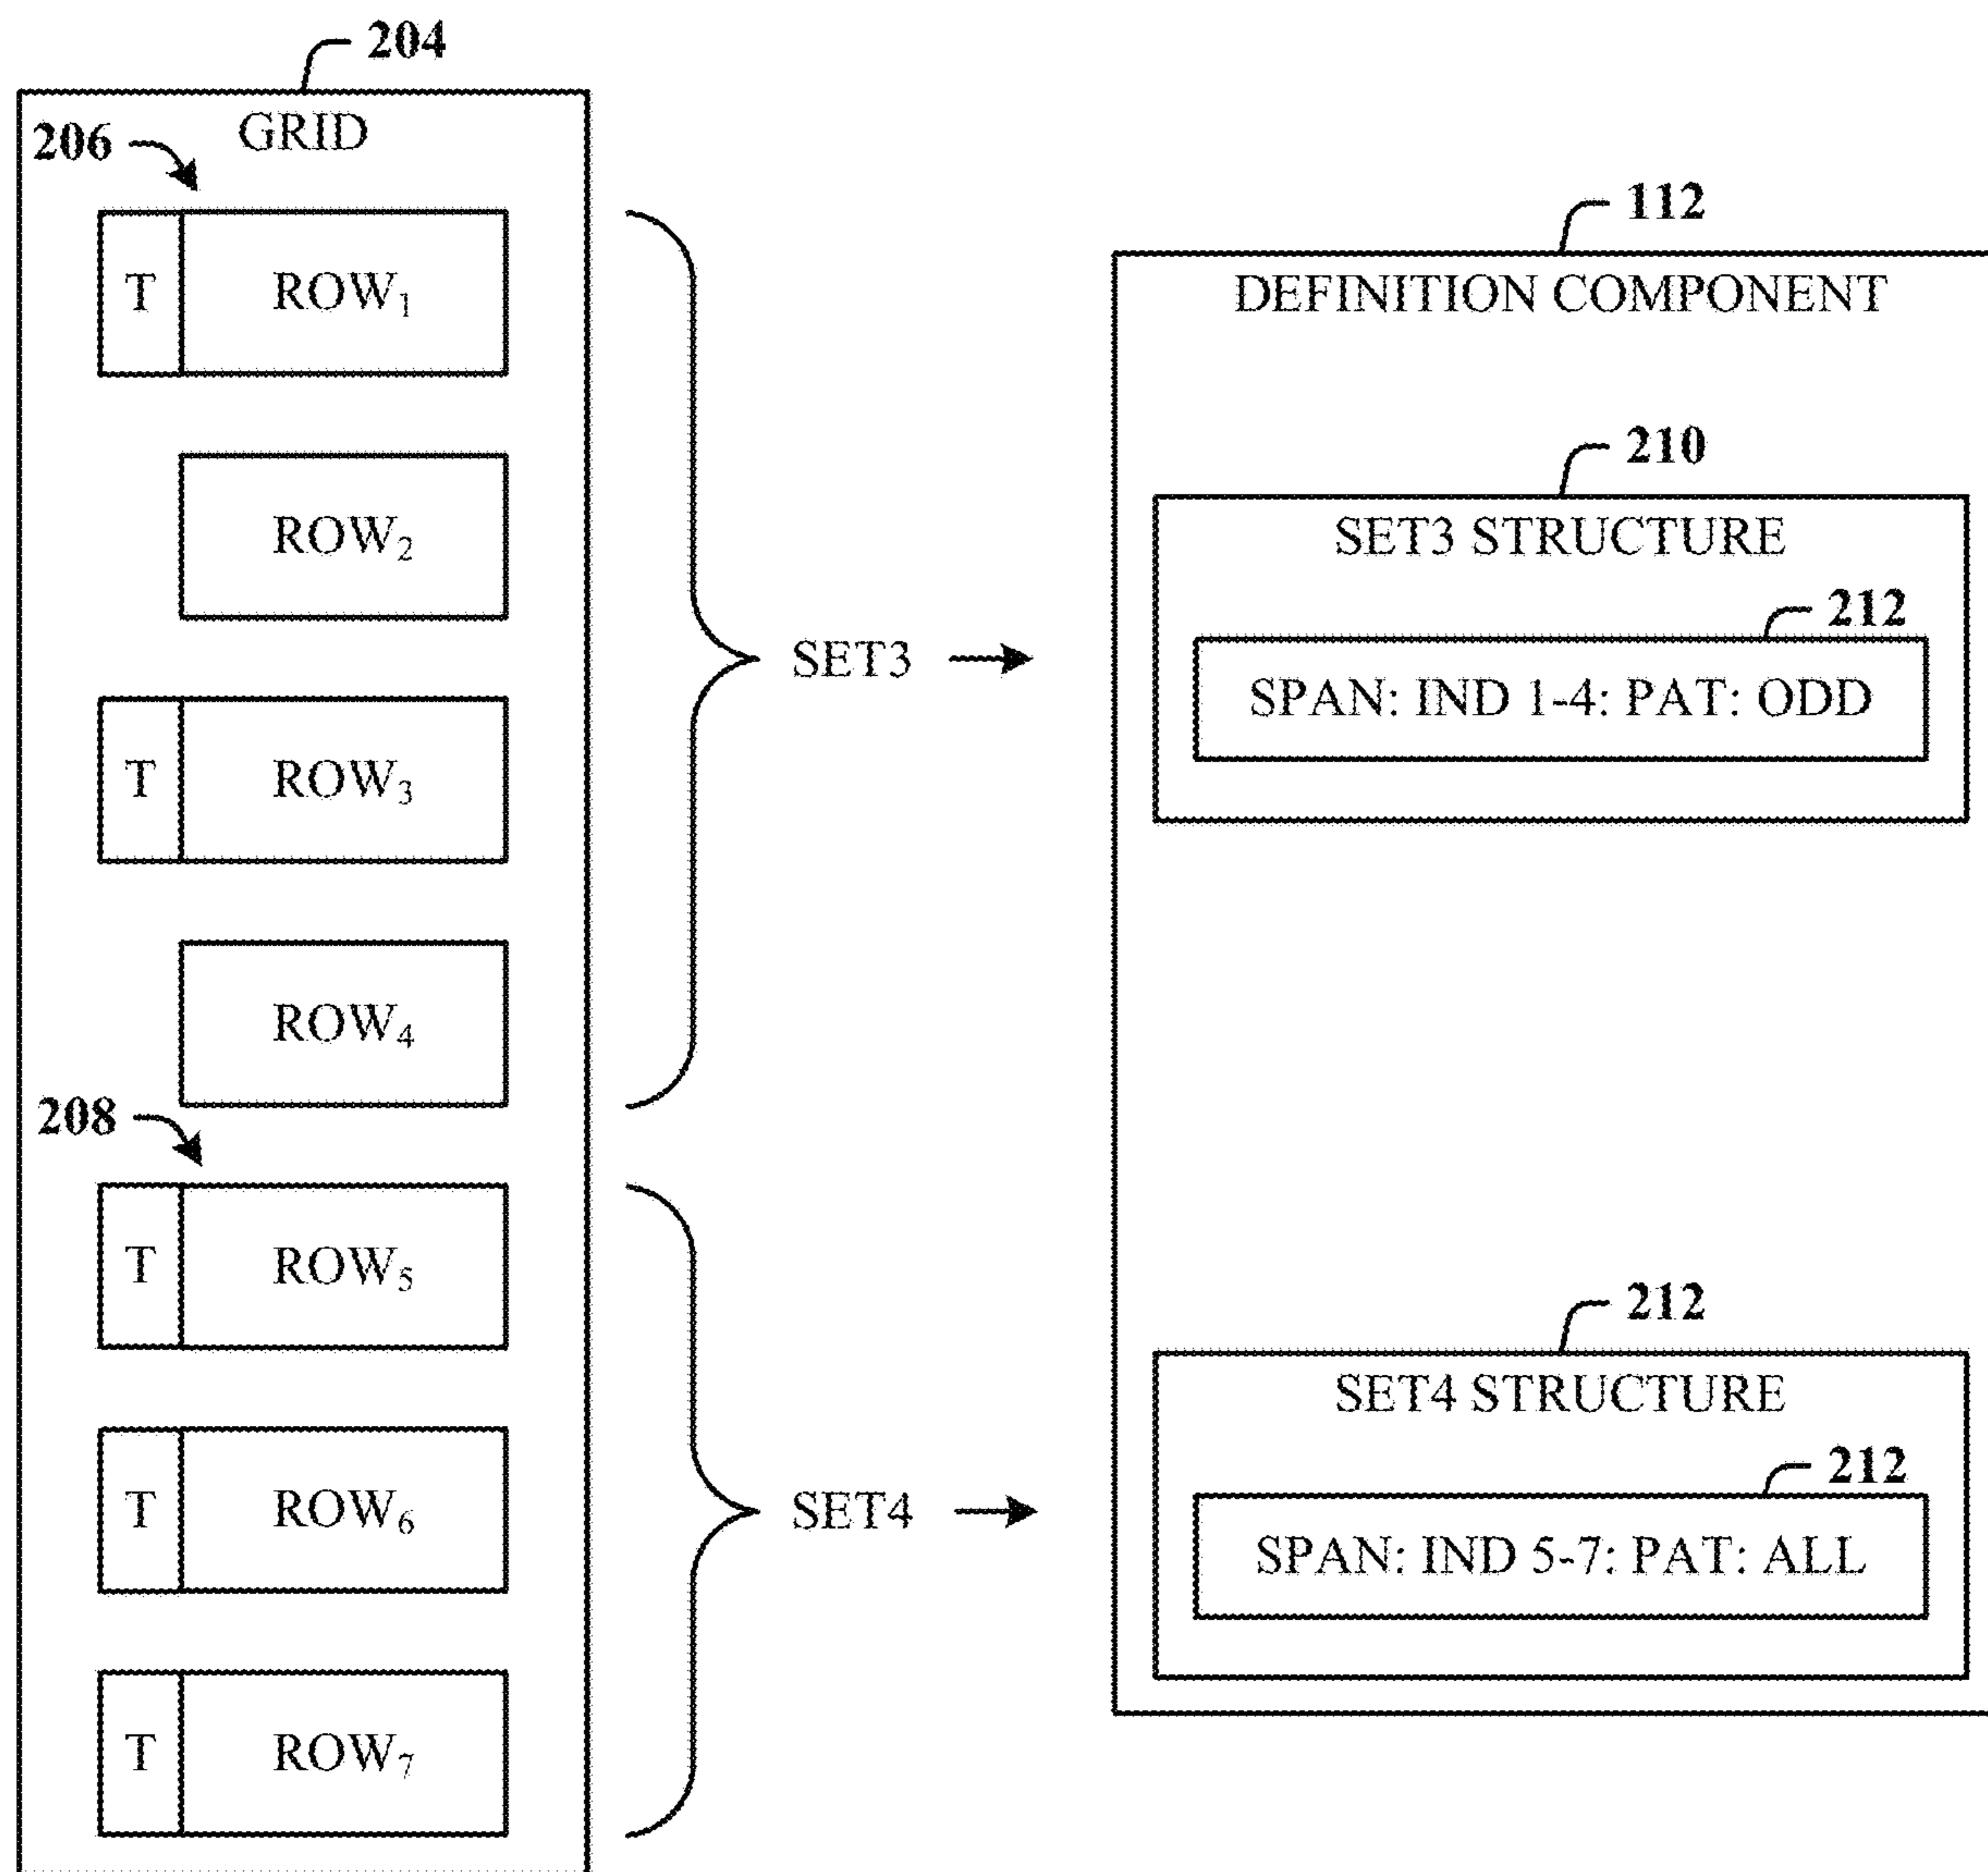 204
GRID
206
T ROW1
ROW2
T ROW3
ROW4
208
T ROW5
T ROW6
T ROW7
SET3
SET4
112
DEFINITION COMPONENT
210
SET3 STRUCTURE
212
SPAN: IND 1-4: PAT: ODD
212
SET4 STRUCTURE
212
SPAN: IND 5-7: PAT: ALL